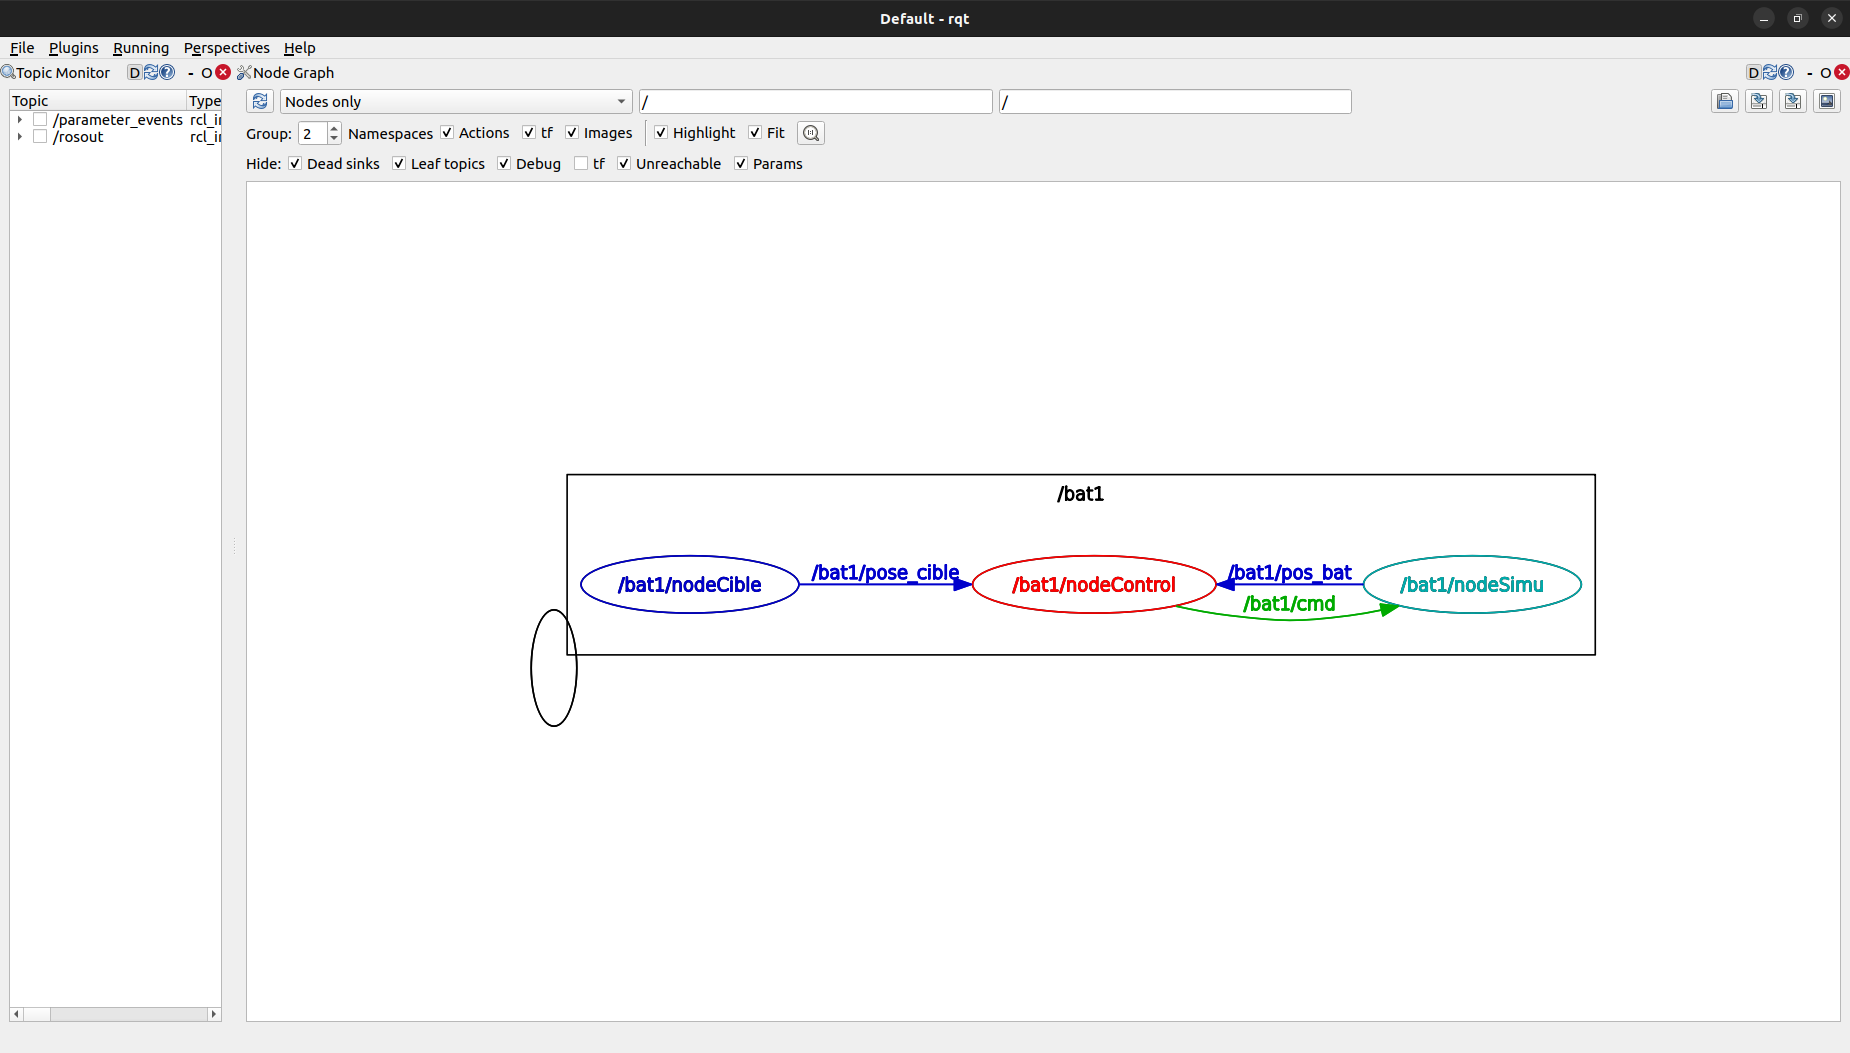 Default - rqt
File Plugins Running Perspectives Help
Topic Monitor D - O Node Graph D - O
Topic Type
/parameter_events rcl_i
/rosout rcl_i
Nodes only / /
Group: 2 Namespaces Actions tf Images Highlight Fit
Hide: Dead sinks Leaf topics Debug tf Unreachable Params
/bat1
/bat1/nodeCible /bat1/pose_cible /bat1/nodeControl /bat1/pos_bat /bat1/nodeSimu
/bat1/cmd